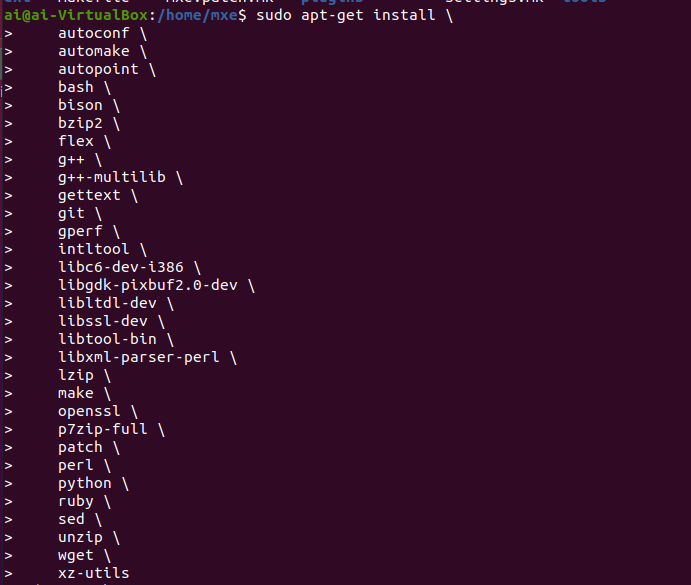 ai@ai-VirtualBox:/home/mxe$ sudo apt-get install \
>     autoconf \
>     automake \
>     autopoint \
>     bash \
>     bison \
>     bzip2 \
>     flex \
>     g++ \
>     g++-multilib \
>     gettext \
>     git \
>     gperf \
>     intltool \
>     libc6-dev-i386 \
>     libgdk-pixbuf2.0-dev \
>     libltdl-dev \
>     libssl-dev \
>     libtool-bin \
>     libxml-parser-perl \
>     lzip \
>     make \
>     openssl \
>     p7zip-full \
>     patch \
>     perl \
>     python \
>     ruby \
>     sed \
>     unzip \
>     wget \
>     xz-utils